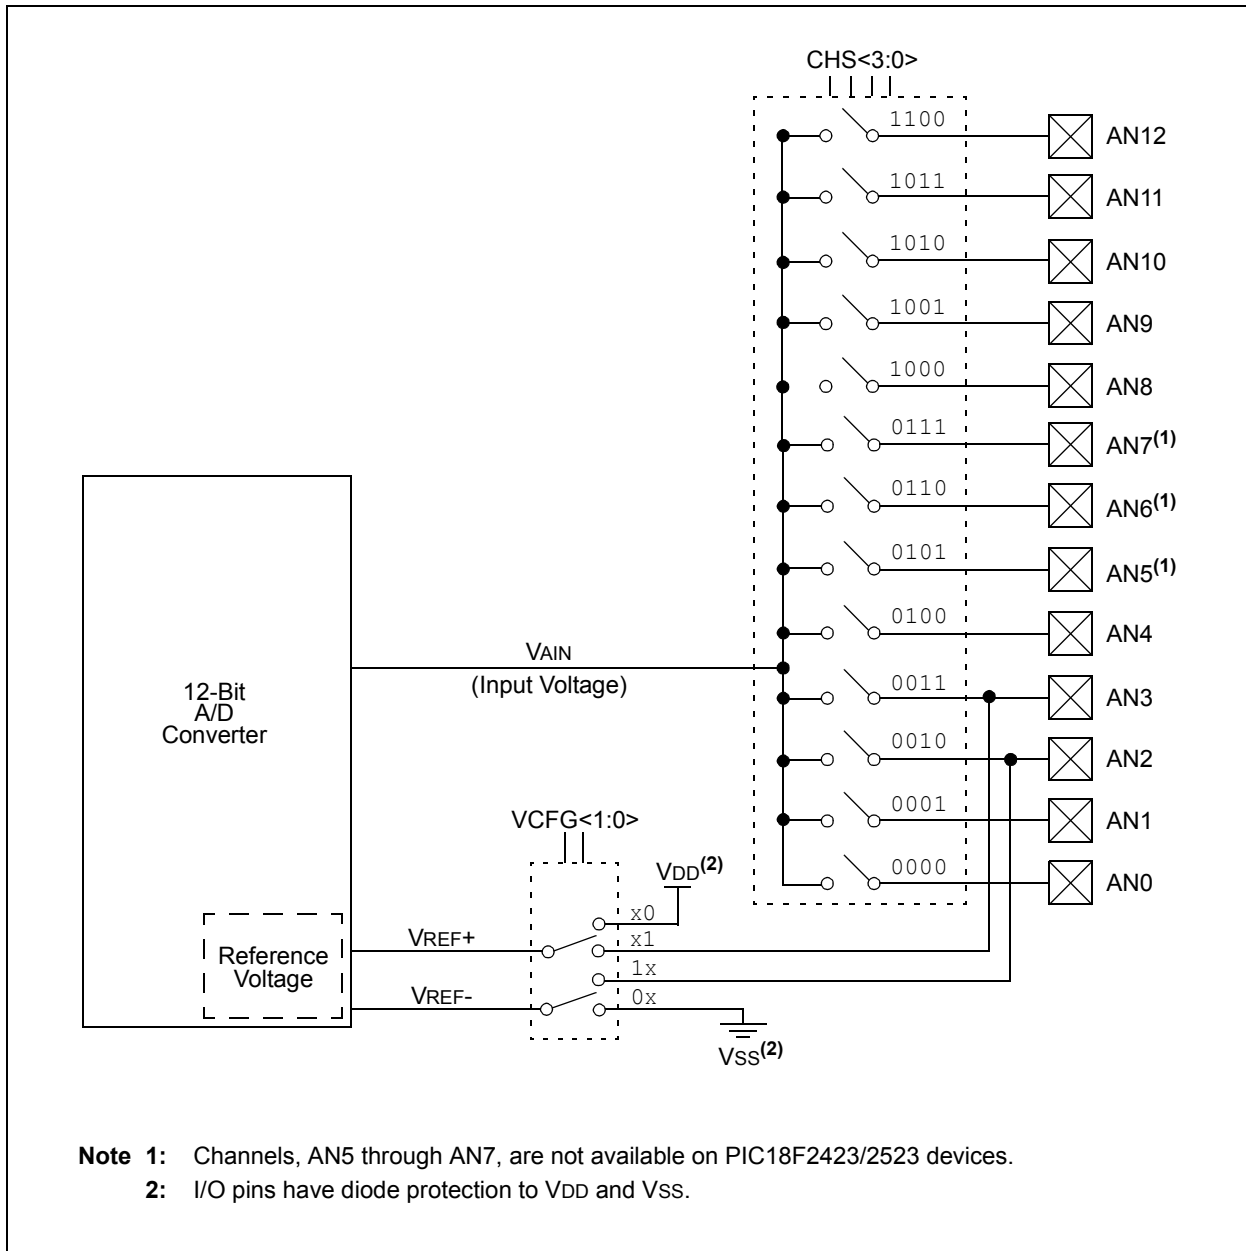 CHS<3:0>
1100
AN12
1011
AN11
1010
AN10
1001
AN9
1000
AN8
0111
AN7(1)
0110
AN6(1)
0101
AN5(1)
0100
AN4
VAIN
(Input Voltage)
0011
AN3
12-Bit
A/D
Converter
0010
AN2
0001
AN1
VCFG<1:0>
0000
AN0
VDD(2)
x0
VREF+
x1
Reference
Voltage
1x
VREF-
0x
VSS(2)
Note 1: Channels, AN5 through AN7, are not available on PIC18F2423/2523 devices.
2: I/O pins have diode protection to VDD and VSS.